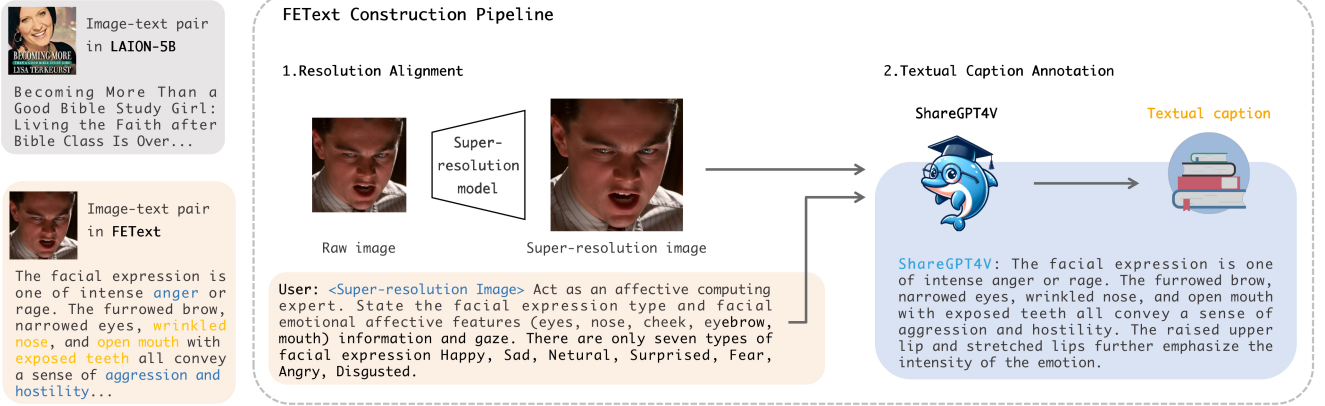 Image-text pair
in LAION-5B
BECOMING MORE
THAN A GOOD BIBLE STUDY GIRL
LYSA TERKEURST
Becoming More Than a
Good Bible Study Girl:
Living the Faith after
Bible Class Is Over...
Image-text pair
in FEText
The facial expression is
one of intense anger or
rage. The furrowed brow,
narrowed eyes, wrinkled
nose, and open mouth with
exposed teeth all convey
a sense of aggression and
hostility...
FEText Construction Pipeline
1.Resolution Alignment
Super-
resolution
model
Raw image
Super-resolution image
User: <Super-resolution Image> Act as an affective computing
expert. State the facial expression type and facial
emotional affective features (eyes, nose, cheek, eyebrow,
mouth) information and gaze. There are only seven types of
facial expression Happy, Sad, Netural, Surprised, Fear,
Angry, Disgusted.
2.Textual Caption Annotation
ShareGPT4V
Textual caption
ShareGPT4V: The facial expression is one
of intense anger or rage. The furrowed brow,
narrowed eyes, wrinkled nose, and open mouth
with exposed teeth all convey a sense of
aggression and hostility. The raised upper
lip and stretched lips further emphasize the
intensity of the emotion.